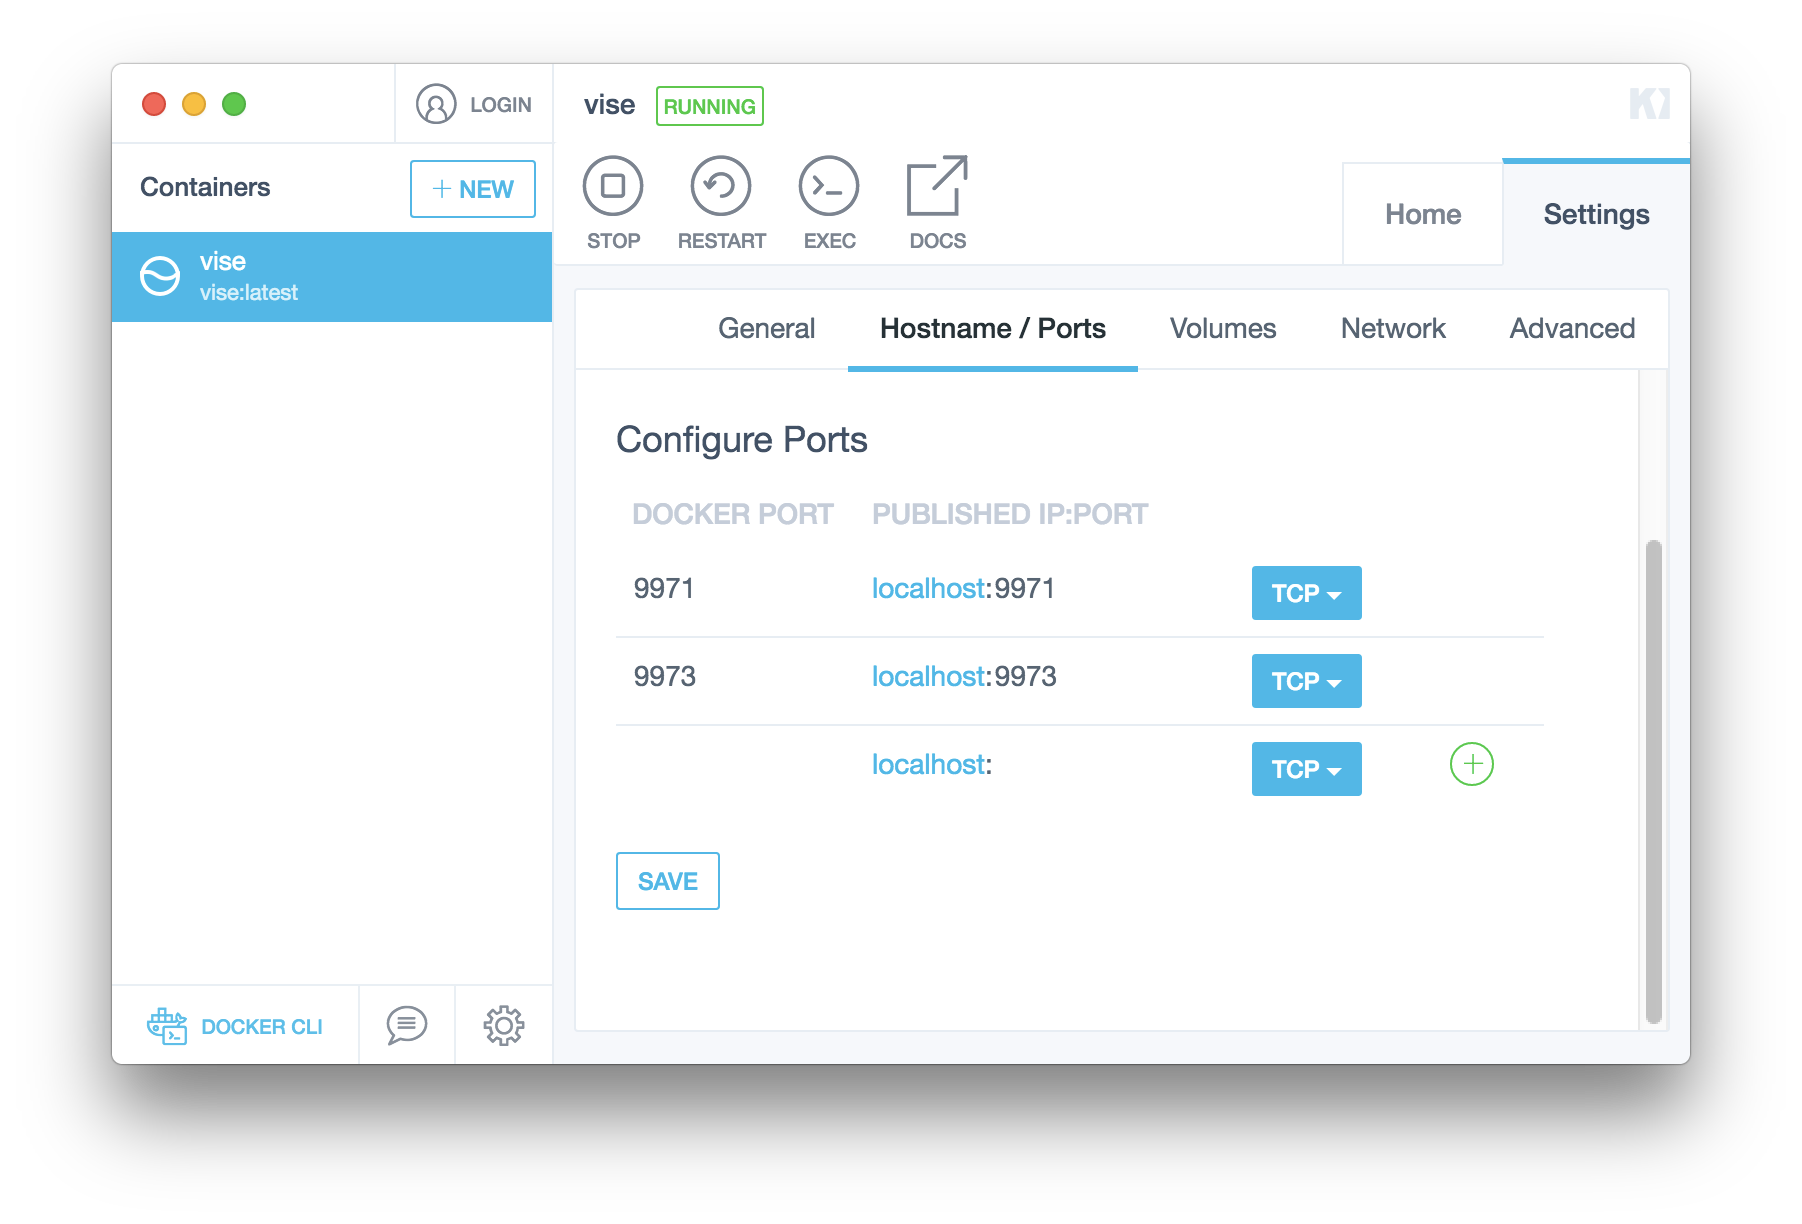 LOGIN
vise RUNNING
Containers
+ NEW
STOP RESTART EXEC DOCS
Home Settings
vise
vise:latest
General Hostname / Ports Volumes Network Advanced
Configure Ports
DOCKER PORT PUBLISHED IP:PORT
9971 localhost:9971 TCP
9973 localhost:9973 TCP
localhost: TCP
SAVE
DOCKER CLI